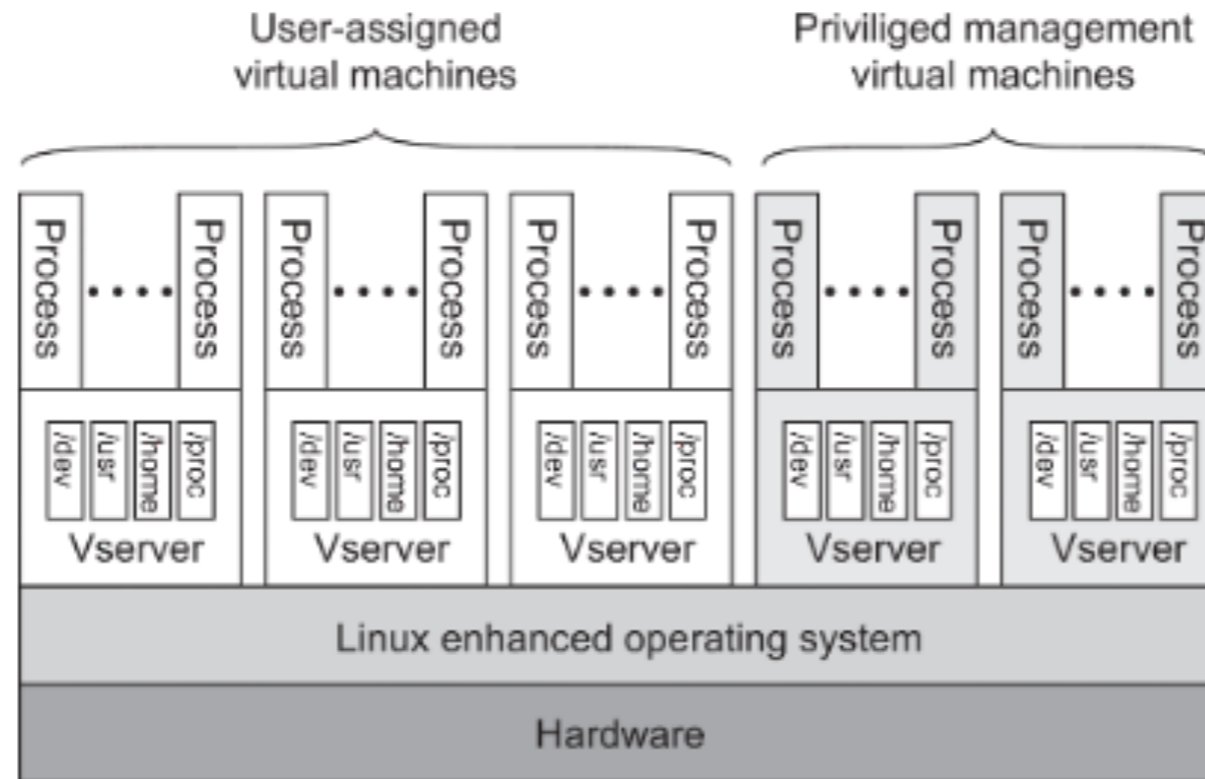 User-assigned
virtual machines
Priviliged management
virtual machines
Process
Process
Process
Process
Process
Process
Process
Process
Process
Process
/dev
/usr
/home
/proc
/dev
/usr
/home
/proc
/dev
/usr
/home
/proc
/dev
/usr
/home
/proc
/dev
/usr
/home
/proc
Vserver
Vserver
Vserver
Vserver
Vserver
Linux enhanced operating system
Hardware